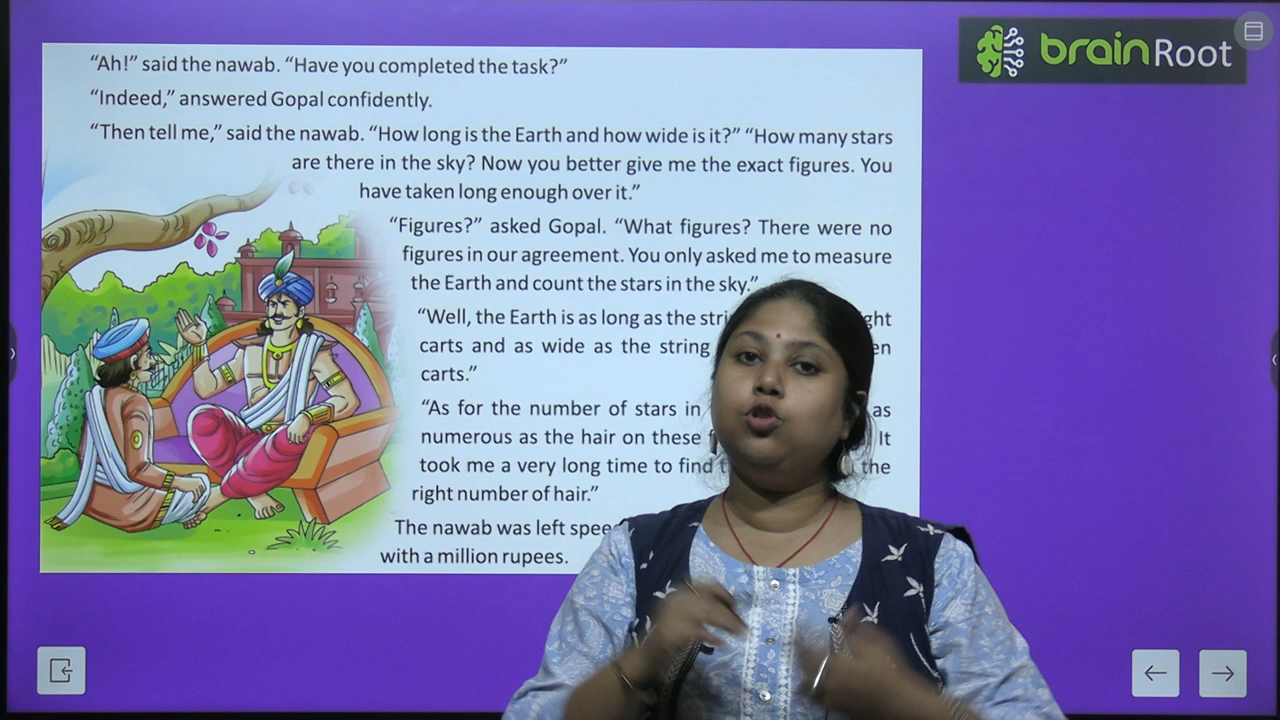 brainRoot
“Ah!” said the nawab. “Have you completed the task?”
“Indeed,” answered Gopal confidently.
“Then tell me,” said the nawab. “How long is the Earth and how wide is it?” “How many stars
are there in the sky? Now you better give me the exact figures. You
have taken long enough over it.”
“Figures?” asked Gopal. “What figures? There were no
figures in our agreement. You only asked me to measure
the Earth and count the stars in the sky.”
“Well, the Earth is as long as the
carts and as wide as the string
carts.”
“As for the number of stars in as
numerous as the hair on these It
took me a very long time to find the
right number of hair.”
The nawab was left
with a million rupees.